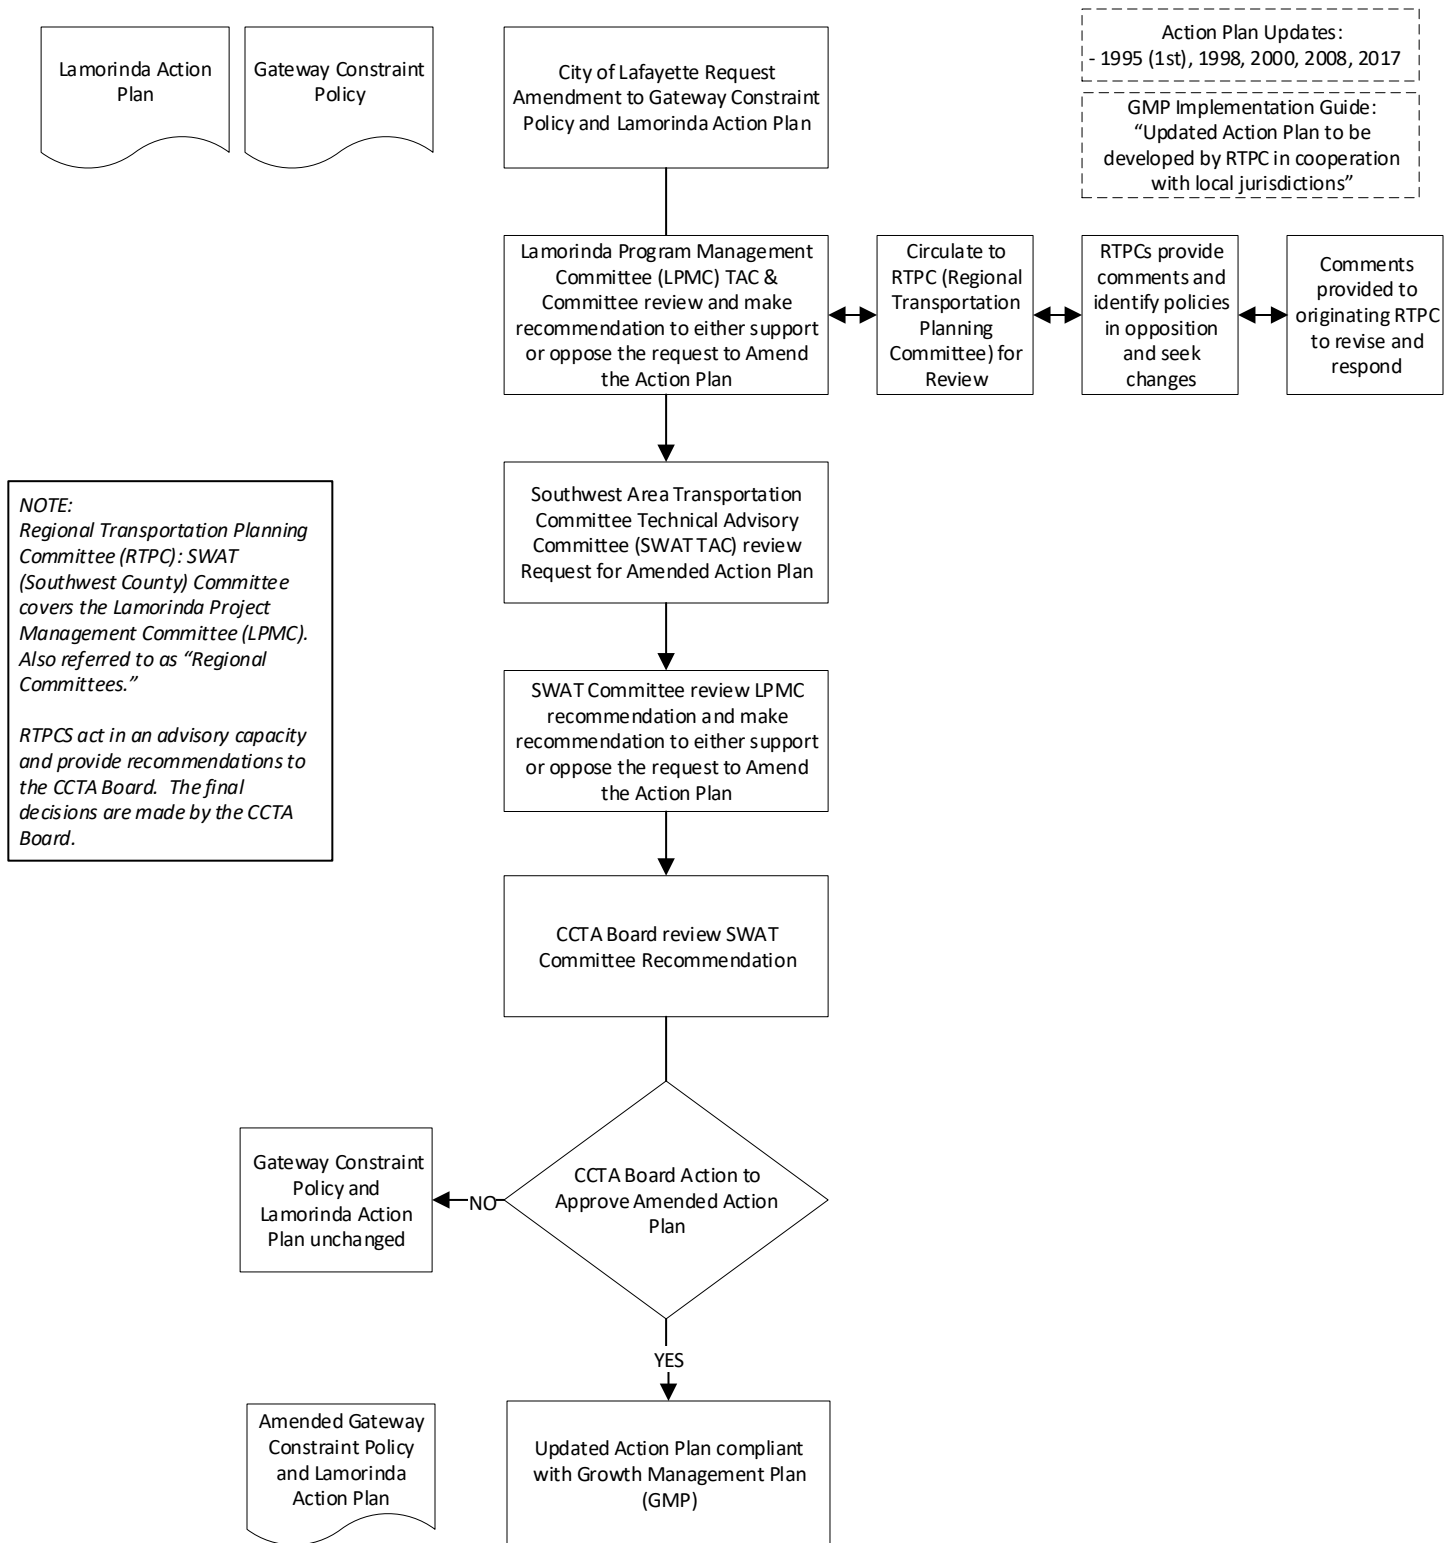 Lamorinda Action
Plan
Gateway Constraint
Policy
City of Lafayette Request
Amendment to Gateway Constraint
Policy and Lamorinda Action Plan
Action Plan Updates:
- 1995 (1st), 1998, 2000, 2008, 2017
GMP Implementation Guide:
“Updated Action Plan to be
developed by RTPC in cooperation
with local jurisdictions”
Lamorinda Program Management
Committee (LPMC) TAC &
Committee review and make
recommendation to either support
or oppose the request to Amend
the Action Plan
Circulate to
RTPC (Regional
Transportation
Planning
Committee) for
Review
RTPCs provide
comments and
identify policies
in opposition
and seek
changes
Comments
provided to
originating RTPC
to revise and
respond
Southwest Area Transportation
Committee Technical Advisory
Committee (SWAT TAC) review
Request for Amended Action Plan
NOTE:
Regional Transportation Planning
Committee (RTPC): SWAT
(Southwest County) Committee
covers the Lamorinda Project
Management Committee (LPMC).
Also referred to as “Regional
Committees.”
RTPCS act in an advisory capacity
and provide recommendations to
the CCTA Board.  The final
decisions are made by the CCTA
Board.
SWAT Committee review LPMC
recommendation and make
recommendation to either support
or oppose the request to Amend
the Action Plan
CCTA Board review SWAT
Committee Recommendation
CCTA Board Action to
Approve Amended Action
Plan
NO
Gateway Constraint
Policy and
Lamorinda Action
Plan unchanged
YES
Amended Gateway
Constraint Policy
and Lamorinda
Action Plan
Updated Action Plan compliant
with Growth Management Plan
(GMP)